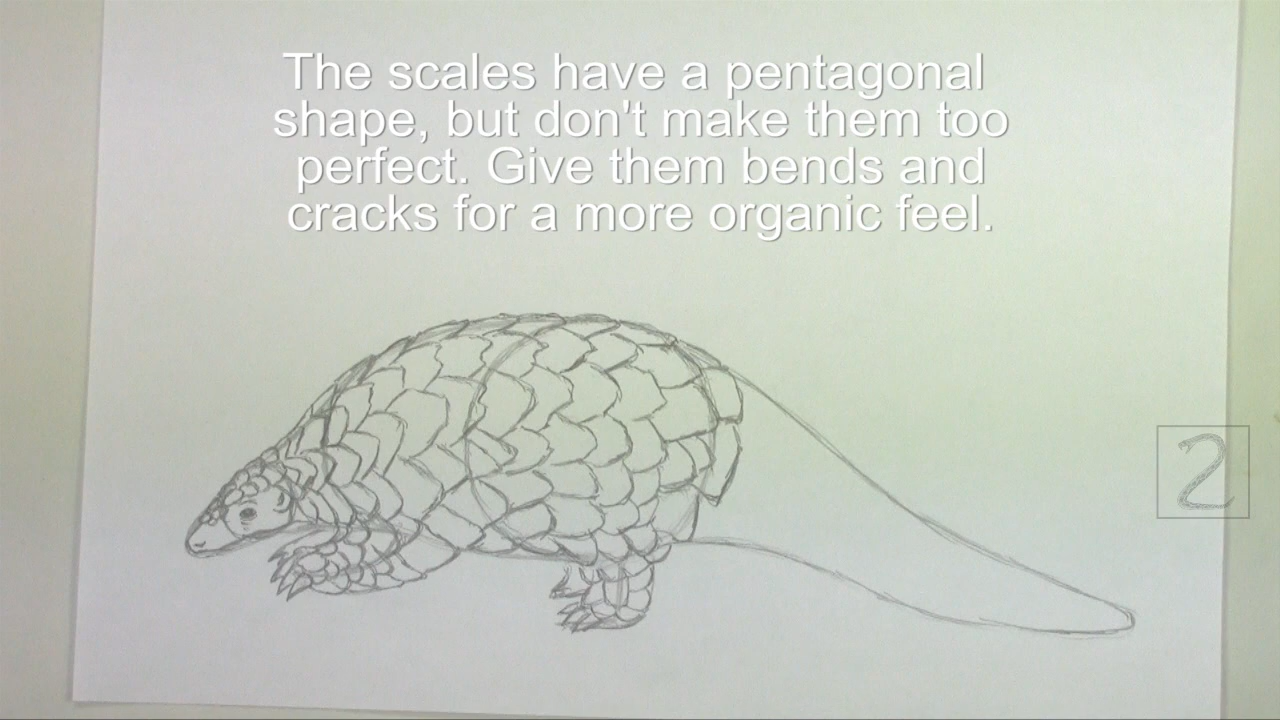 The scales have a pentagonal
shape, but don't make them too
perfect. Give them bends and
cracks for a more organic feel.
2